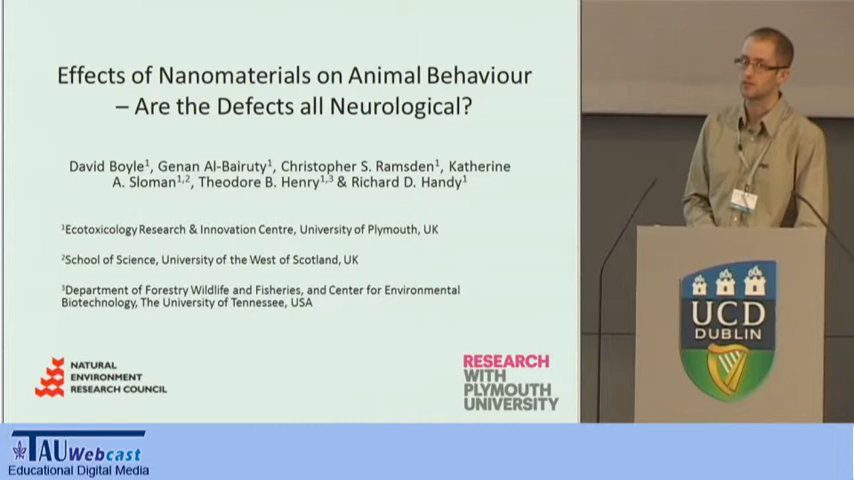 Effects of Nanomaterials on Animal Behaviour
– Are the Defects all Neurological?
David Boyle¹, Genan Al-Bairuty¹, Christopher S. Ramsden¹, Katherine
A. Sloman¹,², Theodore B. Henry¹,³ & Richard D. Handy¹
¹Ecotoxicology Research & Innovation Centre, University of Plymouth, UK
²School of Science, University of the West of Scotland, UK
³Department of Forestry Wildlife and Fisheries, and Center for Environmental
Biotechnology, The University of Tennessee, USA
NATURAL
ENVIRONMENT
RESEARCH COUNCIL
RESEARCH
WITH
PLYMOUTH
UNIVERSITY
UCD
DUBLIN
TAU Webcast
Educational Digital Media